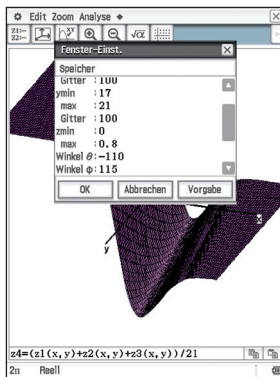 Edit Zoom Analyse
Fenster-Einst.
Speicher
Gitter :100
ymin :17
max :21
Gitter :100
zmin :0
max :0.8
Winkel θ:-110
Winkel φ:115
OK Abbrechen Vorgabe
x
y
z4=(z1(x,y)+z2(x,y)+z3(x,y))/21
2π Reell